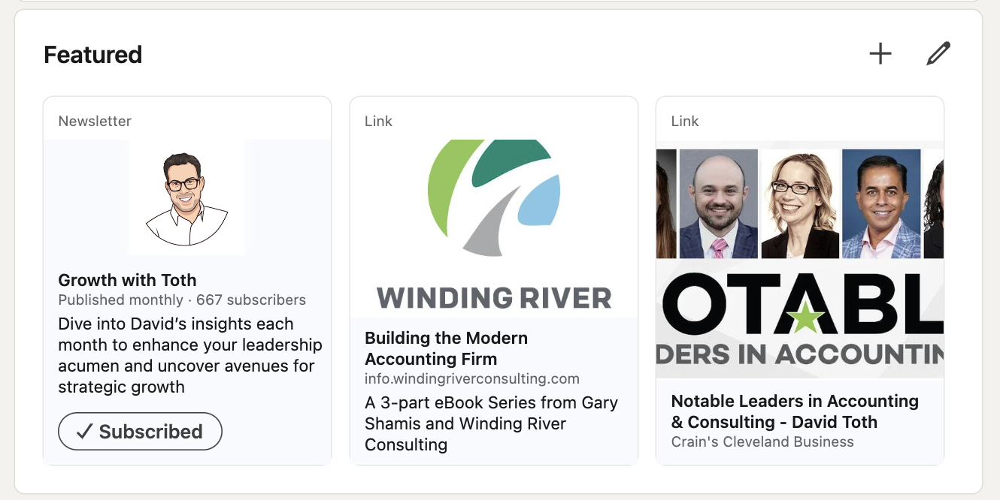 Featured
Newsletter
Growth with Toth
Published monthly · 667 subscribers
Dive into David’s insights each
month to enhance your leadership
acumen and uncover avenues for
strategic growth
✓ Subscribed
Link
WINDING RIVER
Building the Modern
Accounting Firm
info.windingriverconsulting.com
A 3-part eBook Series from Gary
Shamis and Winding River
Consulting
Link
OTABL
DERS IN ACCOUNTIN
Notable Leaders in Accounting
& Consulting - David Toth
Crain's Cleveland Business